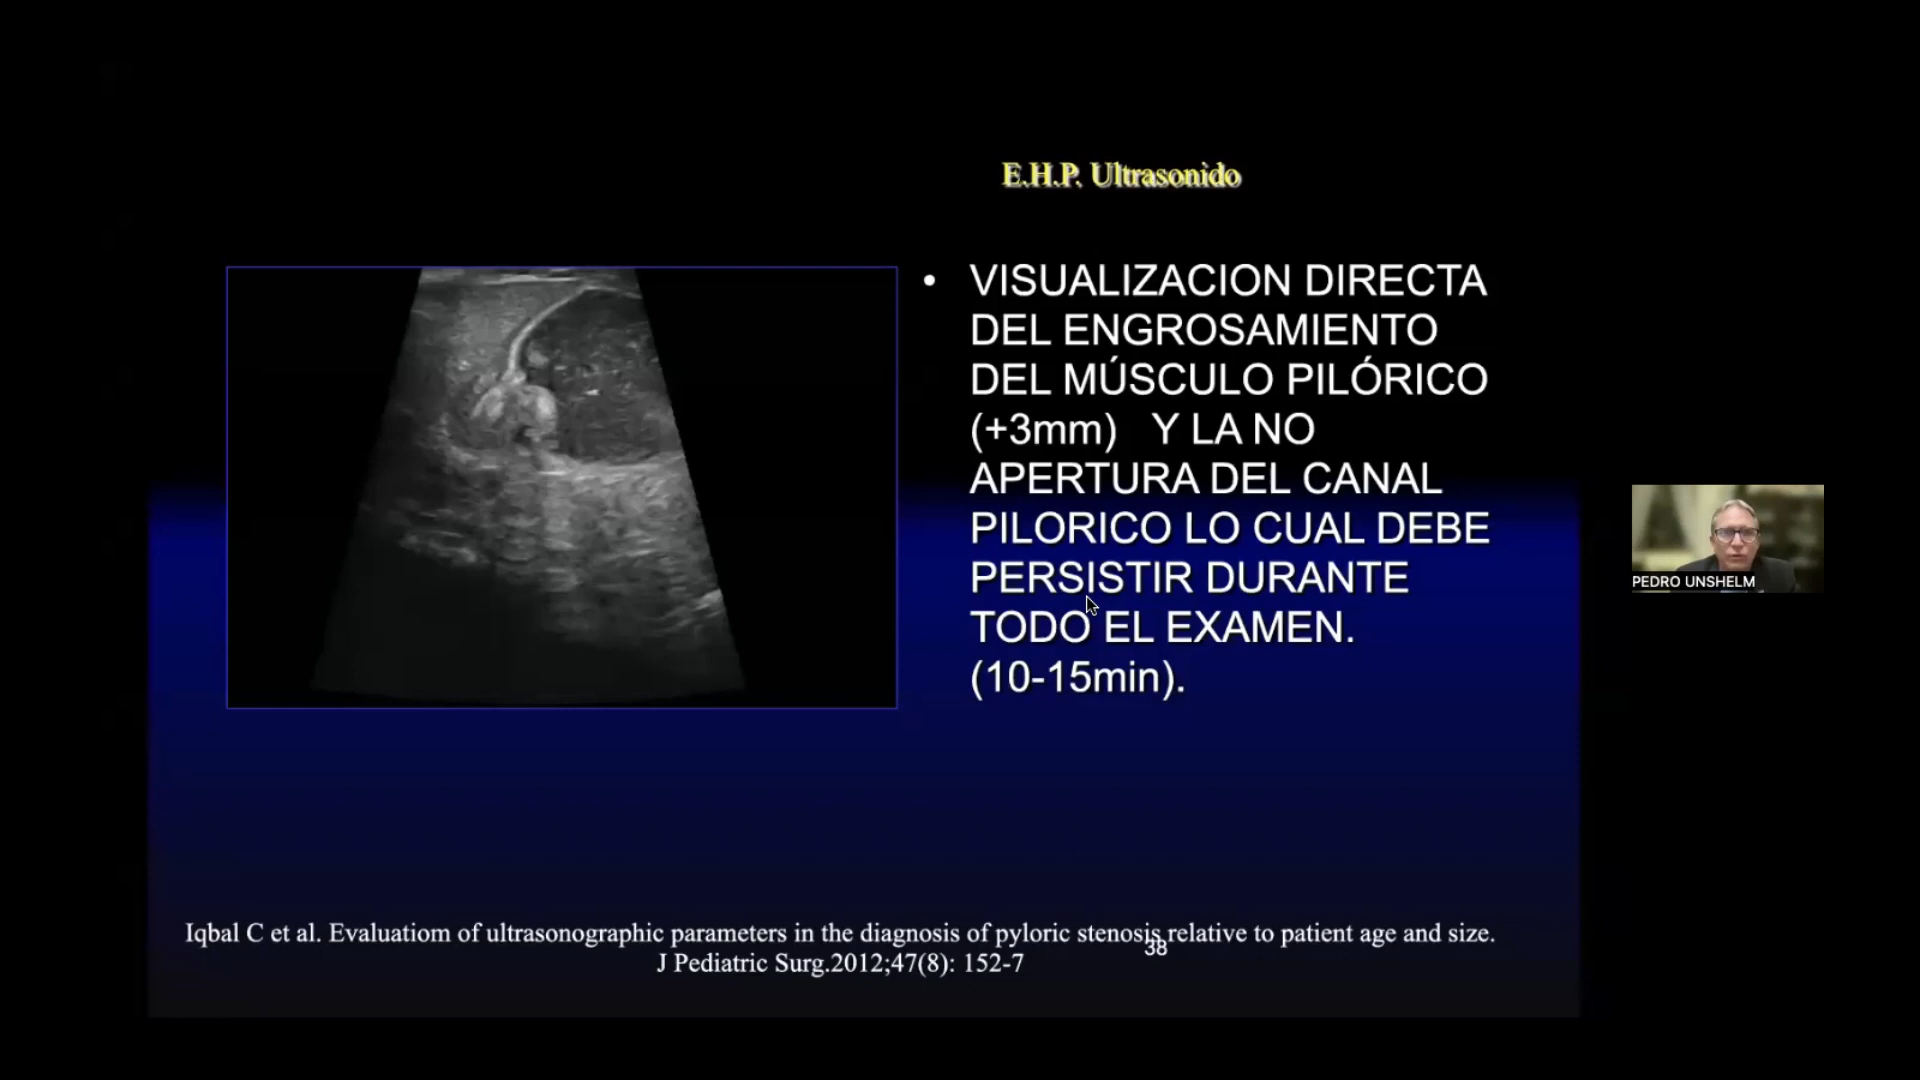 E.H.P. Ultrasonido
• VISUALIZACION DIRECTA
DEL ENGROSAMIENTO
DEL MÚSCULO PILÓRICO
(+3mm) Y LA NO
APERTURA DEL CANAL
PILORICO LO CUAL DEBE
PERSISTIR DURANTE
TODO EL EXAMEN.
(10-15min).
PEDRO UNSHELM
Iqbal C et al. Evaluatiom of ultrasonographic parameters in the diagnosis of pyloric stenosis relative to patient age and size.
38
J Pediatric Surg.2012;47(8): 152-7